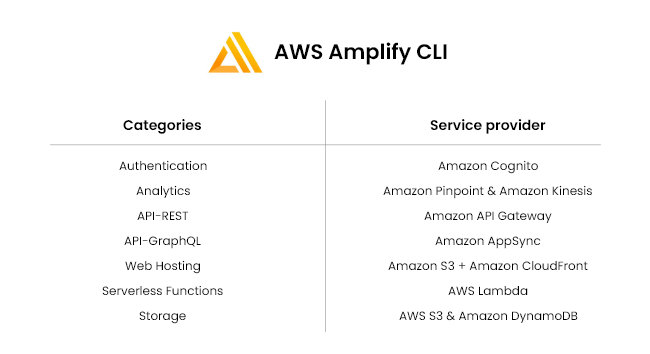 AWS Amplify CLI
Categories Service provider
Authentication Amazon Cognito
Analytics Amazon Pinpoint & Amazon Kinesis
API-REST Amazon API Gateway
API-GraphQL Amazon AppSync
Web Hosting Amazon S3 + Amazon CloudFront
Serverless Functions AWS Lambda
Storage AWS S3 & Amazon DynamoDB